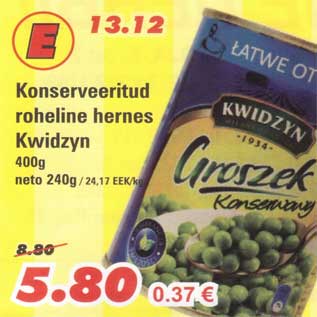 E 13.12
Konserveeritud
roheline hernes
Kwidzyn
400g
neto 240g / 24,17 EEK/kg
8.80
5.80 0.37 €
ŁATWE OT
KWIDZYN
-1934-
Groszek
Konserwowy